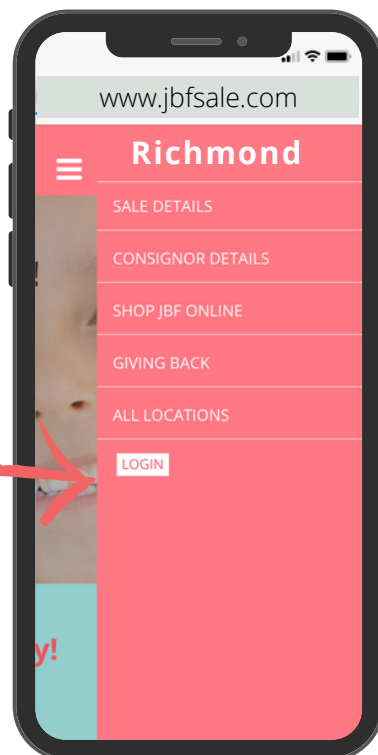 www.jbfsale.com
Richmond
SALE DETAILS
CONSIGNOR DETAILS
SHOP JBF ONLINE
GIVING BACK
ALL LOCATIONS
LOGIN
y!